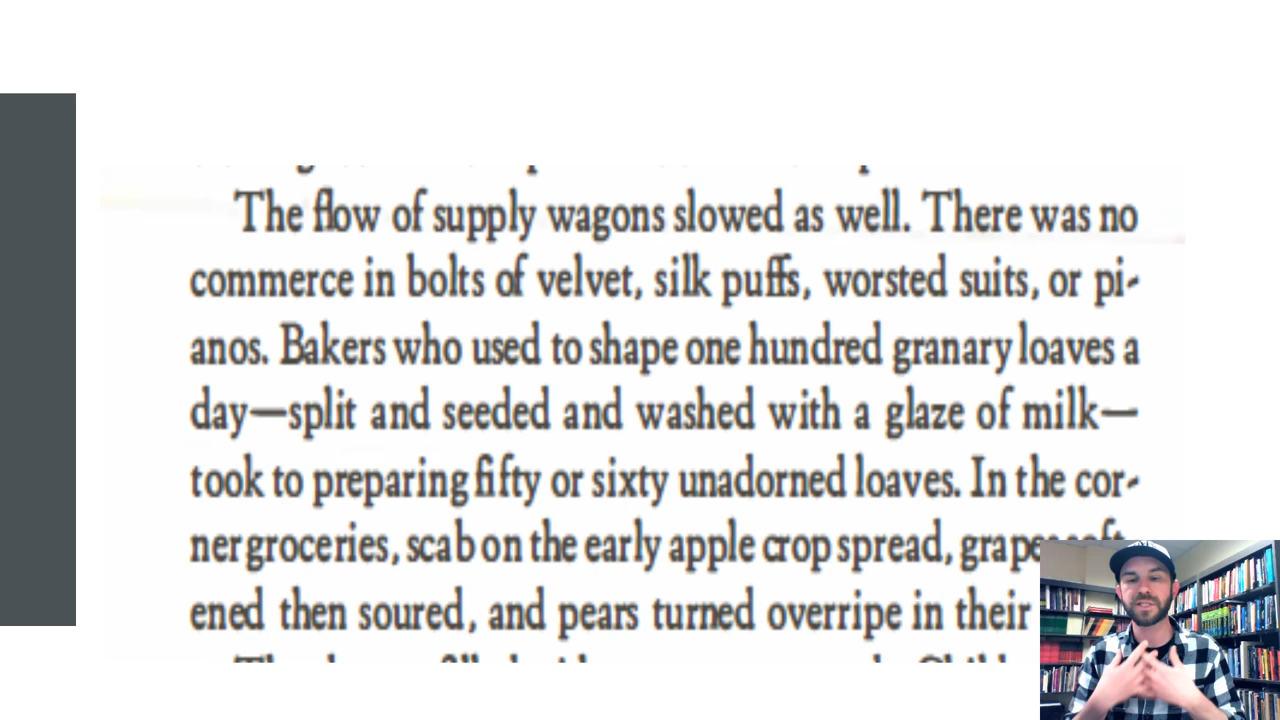 The flow of supply wagons slowed as well. There was no
commerce in bolts of velvet, silk puffs, worsted suits, or pi-
anos. Bakers who used to shape one hundred granary loaves a
day—split and seeded and washed with a glaze of milk—
took to preparing fifty or sixty unadorned loaves. In the cor-
ner groceries, scab on the early apple crop spread, grapes soft-
ened then soured, and pears turned overripe in their